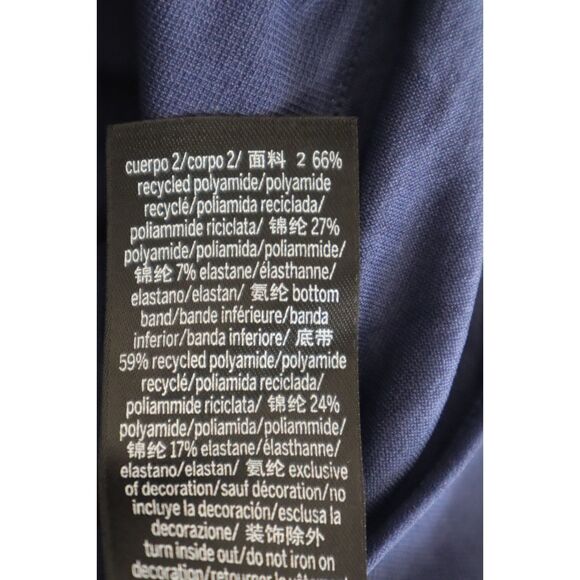 cuerpo 2/corpo 2/ 面料 2 66%
recycled polyamide/polyamide
recyclé/poliamida reciclada/
poliammide riciclata/ 锦纶 27%
polyamide/poliamida/poliammide/
锦纶 7% elastane/élasthanne/
elastano/elastan/ 氨纶 bottom
band/bande inférieure/banda
inferior/banda inferiore/ 底带
59% recycled polyamide/polyamide
recyclé/poliamida reciclada/
poliammide riciclata/ 锦纶 24%
polyamide/poliamida/poliammide/
锦纶 17% elastane/élasthanne/
elastano/elastan/ 氨纶 exclusive
of decoration/sauf décoration/no
incluye la decoración/esclusa la
decorazione/ 装饰除外
turn inside out/do not iron on
decoration/retourner le vêtement